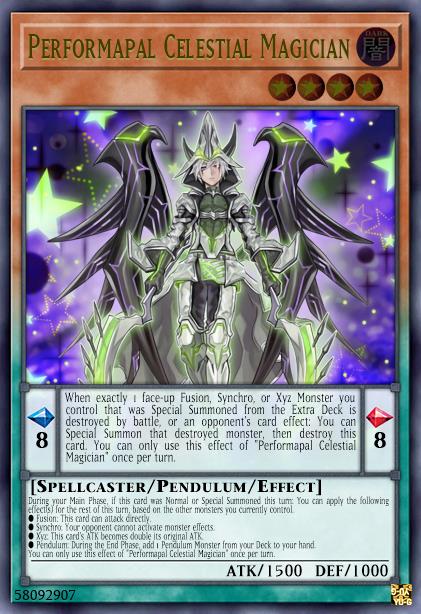 PERFORMAPAL CELESTIAL MAGICIAN
DARK
闇
When exactly 1 face-up Fusion, Synchro, or Xyz Monster you
control that was Special Summoned from the Extra Deck is
destroyed by battle, or an opponent's card effect: You can
Special Summon that destroyed monster, then destroy this
card. You can only use this effect of "Performapal Celestial
Magician" once per turn.
8
8
[SPELLCASTER/PENDULUM/EFFECT]
During your Main Phase, if this card was Normal or Special Summoned this turn: You can apply the following
effect(s) for the rest of this turn, based on the other monsters you currently control.
● Fusion: This card can attack directly.
● Synchro: Your opponent cannot activate monster effects.
● Xyz: This card's ATK becomes double its original ATK.
● Pendulum: During the End Phase, add 1 Pendulum Monster from your Deck to your hand.
You can only use this effect of "Performapal Celestial Magician" once per turn.
ATK/1500 DEF/1000
58092907